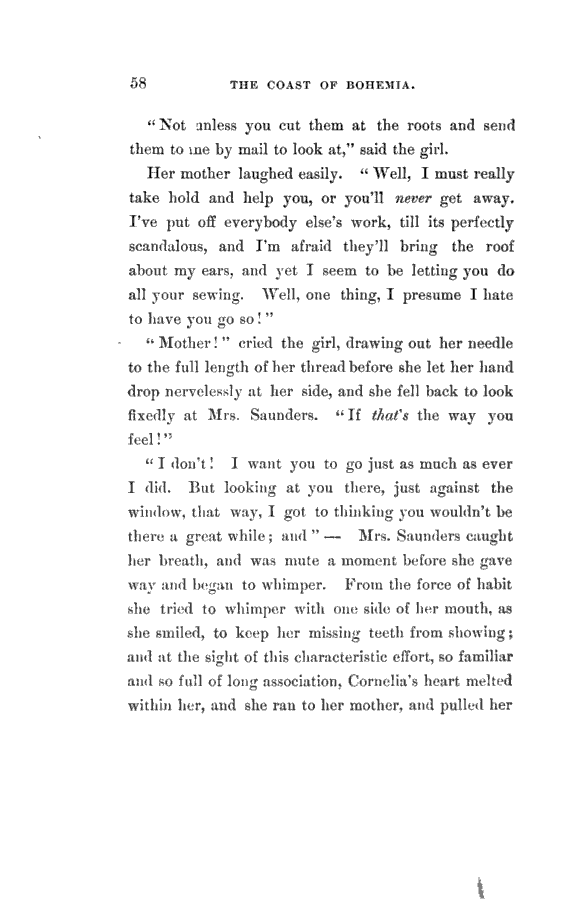 58 THE COAST OF BOHEMIA.
“Not unless you cut them at the roots and send
them to me by mail to look at,” said the girl.
Her mother laughed easily. “Well, I must really
take hold and help you, or you’ll never get away.
I’ve put off everybody else’s work, till its perfectly
scandalous, and I’m afraid they’ll bring the roof
about my ears, and yet I seem to be letting you do
all your sewing. Well, one thing, I presume I hate
to have you go so!”
“Mother!” cried the girl, drawing out her needle
to the full length of her thread before she let her hand
drop nervelessly at her side, and she fell back to look
fixedly at Mrs. Saunders. “If that’s the way you
feel!”
“I don’t! I want you to go just as much as ever
I did. But looking at you there, just against the
window, that way, I got to thinking you wouldn’t be
there a great while; and” — Mrs. Saunders caught
her breath, and was mute a moment before she gave
way and began to whimper. From the force of habit
she tried to whimper with one side of her mouth, as
she smiled, to keep her missing teeth from showing;
and at the sight of this characteristic effort, so familiar
and so full of long association, Cornelia’s heart melted
within her, and she ran to her mother, and pulled her